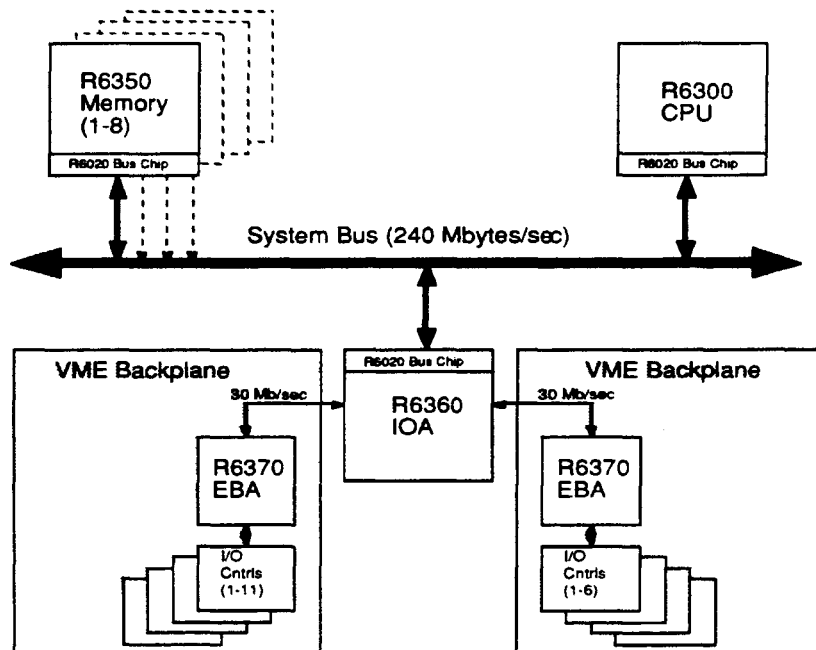 R6350
Memory
(1-8)
R6020 Bus Chip
R6300
CPU
R6020 Bus Chip
System Bus (240 Mbytes/sec)
VME Backplane
30 Mb/sec
R6370
EBA
I/O
Cntrls
(1-11)
R6020 Bus Chip
R6360
IOA
VME Backplane
30 Mb/sec
R6370
EBA
I/O
Cntrls
(1-6)